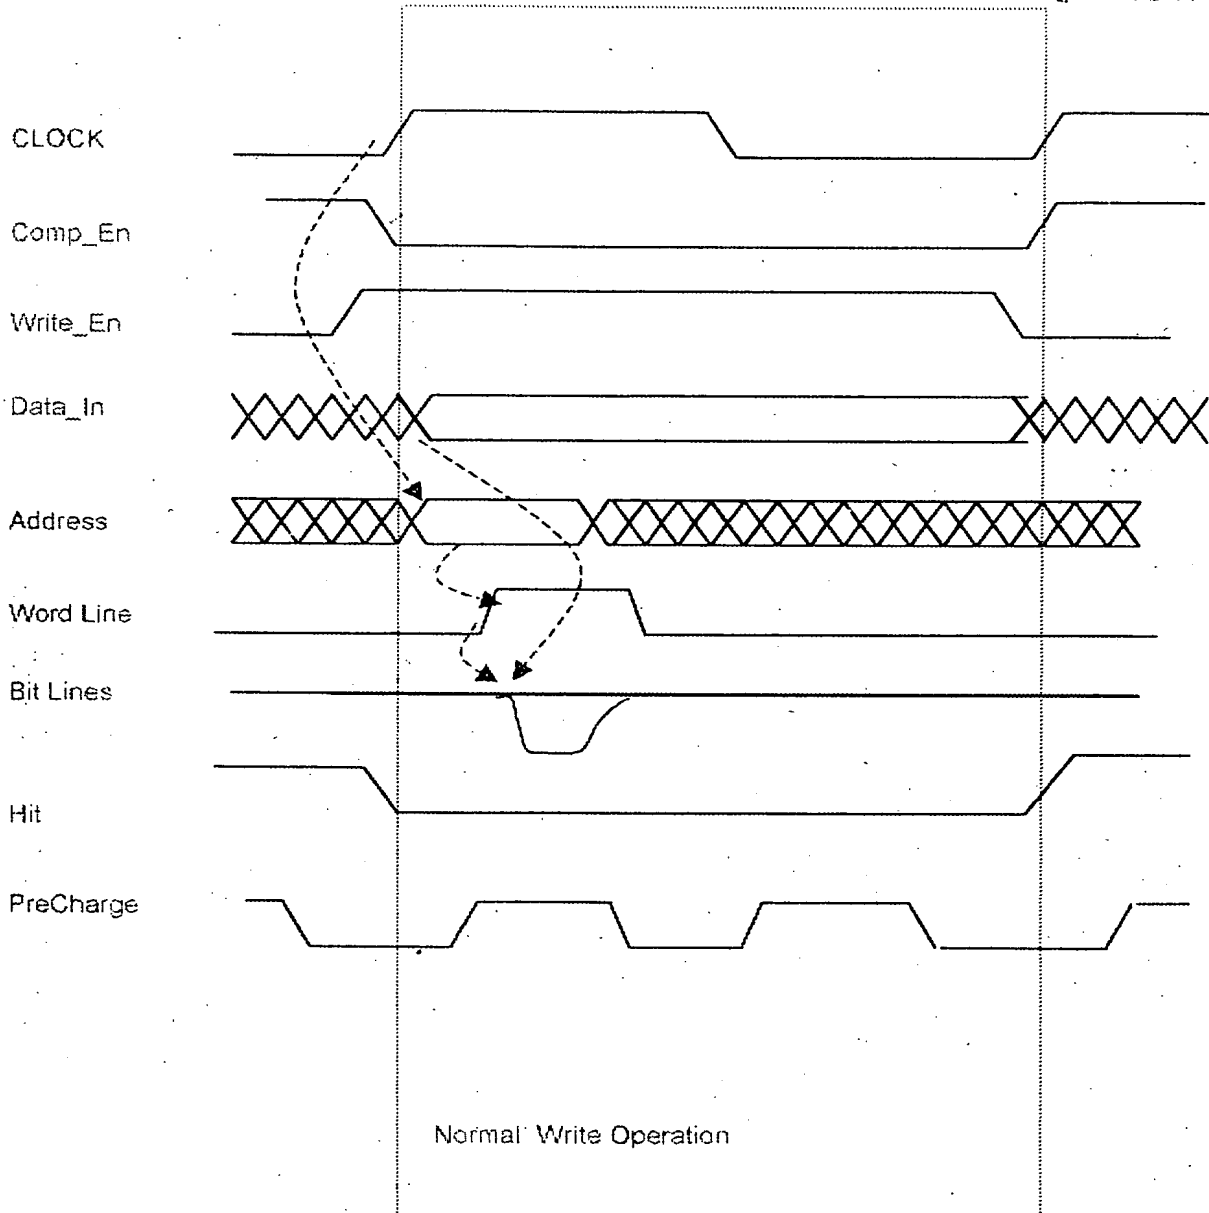 CLOCK
Comp_En
Write_En
Data_In
Address
Word Line
Bit Lines
Hit
PreCharge
Normal Write Operation